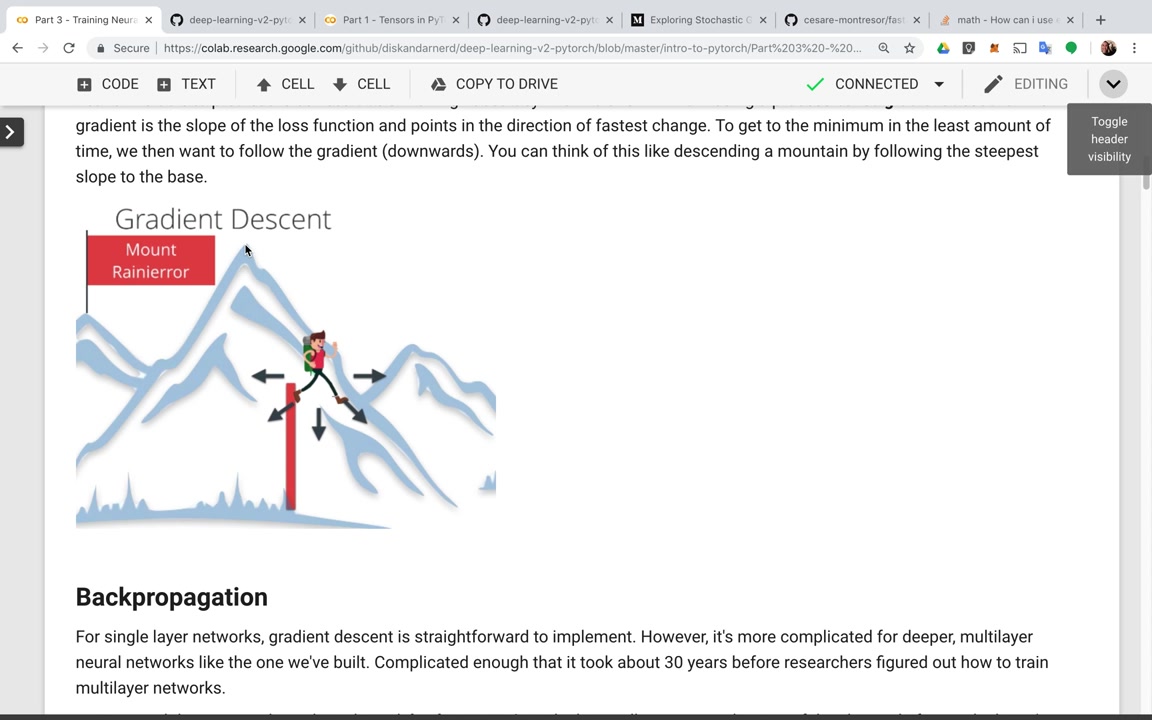 Part 3 - Training Neura
deep-learning-v2-pyto
Part 1 - Tensors in PyT
deep-learning-v2-pyto
Exploring Stochastic G
cesare-montresor/fast
math - How can i use e
Secure
https://colab.research.google.com/github/diskandarnerd/deep-learning-v2-pytorch/blob/master/intro-to-pytorch/Part%203%20-%20...
CODE
TEXT
CELL
CELL
COPY TO DRIVE
CONNECTED
EDITING
Toggle
header
visibility
gradient is the slope of the loss function and points in the direction of fastest change. To get to the minimum in the least amount of
time, we then want to follow the gradient (downwards). You can think of this like descending a mountain by following the steepest
slope to the base.
Gradient Descent
Mount
Rainierror
Backpropagation
For single layer networks, gradient descent is straightforward to implement. However, it's more complicated for deeper, multilayer
neural networks like the one we've built. Complicated enough that it took about 30 years before researchers figured out how to train
multilayer networks.